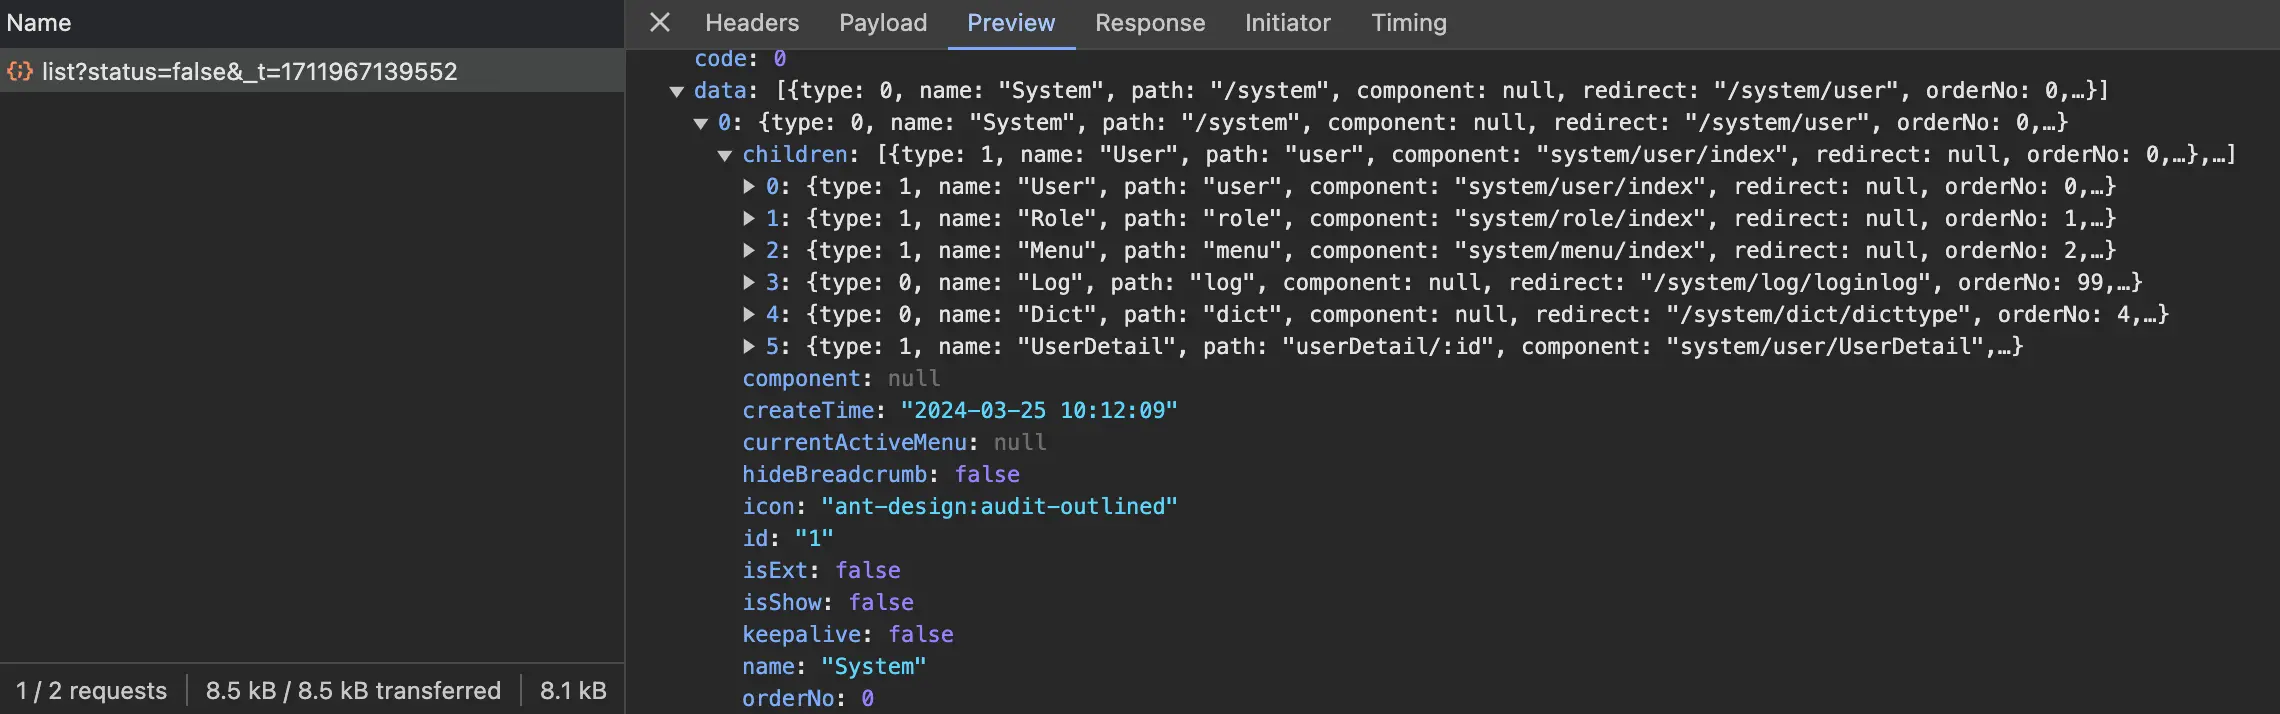 Name
list?status=false&_t=1711967139552
1 / 2 requests 8.5 kB / 8.5 kB transferred 8.1 kB
Headers Payload Preview Response Initiator Timing
code: 0
data: [{type: 0, name: "System", path: "/system", component: null, redirect: "/system/user", orderNo: 0,…}]
0: {type: 0, name: "System", path: "/system", component: null, redirect: "/system/user", orderNo: 0,…}
children: [{type: 1, name: "User", path: "user", component: "system/user/index", redirect: null, orderNo: 0,…},…]
0: {type: 1, name: "User", path: "user", component: "system/user/index", redirect: null, orderNo: 0,…}
1: {type: 1, name: "Role", path: "role", component: "system/role/index", redirect: null, orderNo: 1,…}
2: {type: 1, name: "Menu", path: "menu", component: "system/menu/index", redirect: null, orderNo: 2,…}
3: {type: 0, name: "Log", path: "log", component: null, redirect: "/system/log/loginlog", orderNo: 99,…}
4: {type: 0, name: "Dict", path: "dict", component: null, redirect: "/system/dict/dicttype", orderNo: 4,…}
5: {type: 1, name: "UserDetail", path: "userDetail/:id", component: "system/user/UserDetail",…}
component: null
createTime: "2024-03-25 10:12:09"
currentActiveMenu: null
hideBreadcrumb: false
icon: "ant-design:audit-outlined"
id: "1"
isExt: false
isShow: false
keepalive: false
name: "System"
orderNo: 0